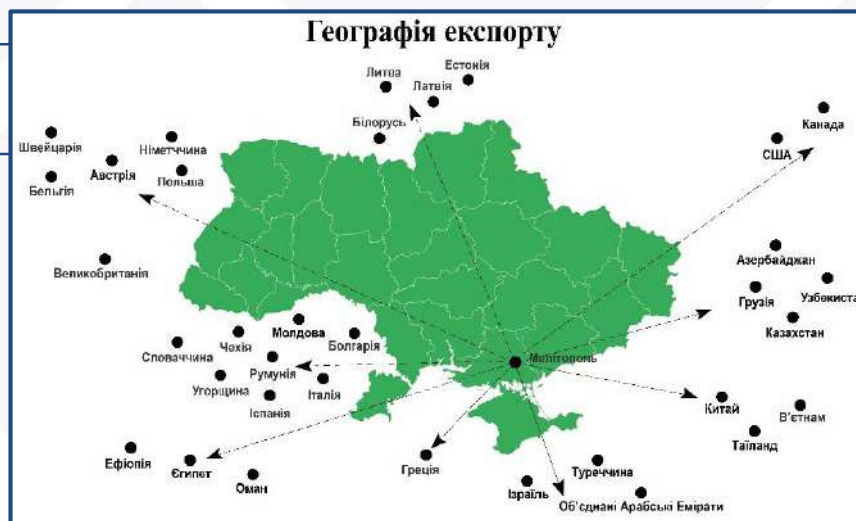 Географія експорту
Естонія
Литва
Латвія
Білорусь
Канада
США
Швейцарія
Німеччина
Австрія
Польша
Бельгія
Великобританія
Азербайджан
Узбекиста
Грузія
Казахстан
Молдова
Чехія
Болгарія
Словаччина
Румунія
Угорщина
Італія
Іспанія
Мелітополь
Китай
В'єтнам
Таїланд
Ефіопія
Єгипет
Оман
Греція
Туреччина
Ізраїль
Об'єднані Арабські Емірати